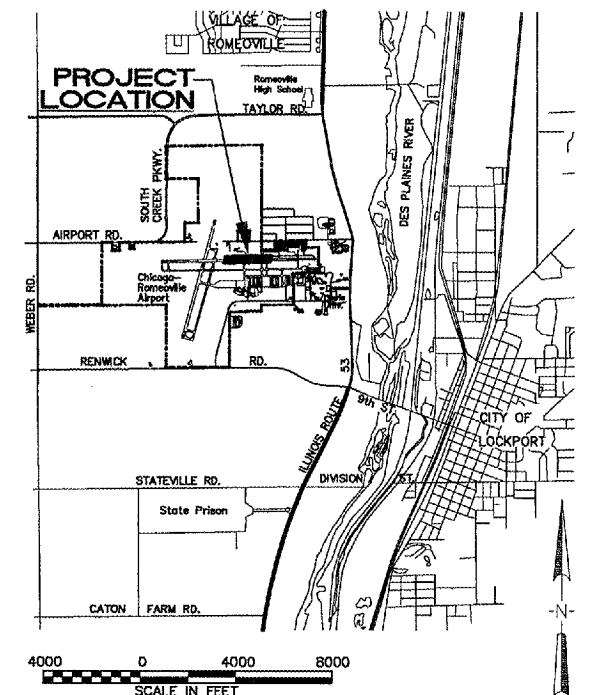 VILLAGE OF
ROMEOVILLE
PROJECT
LOCATION
Romeoville
High School
TAYLOR RD.
SOUTH
CREEK PKWY.
DES PLAINES RIVER
AIRPORT RD.
Chicago-
Romeoville
Airport
WEBER RD.
RENWICK RD.
53
9th ST.
ILLINOIS ROUTE
CITY OF
LOCKPORT
STATEVILLE RD.
DIVISION ST.
State Prison
CATON FARM RD.
N
4000 0 4000 8000
SCALE IN FEET